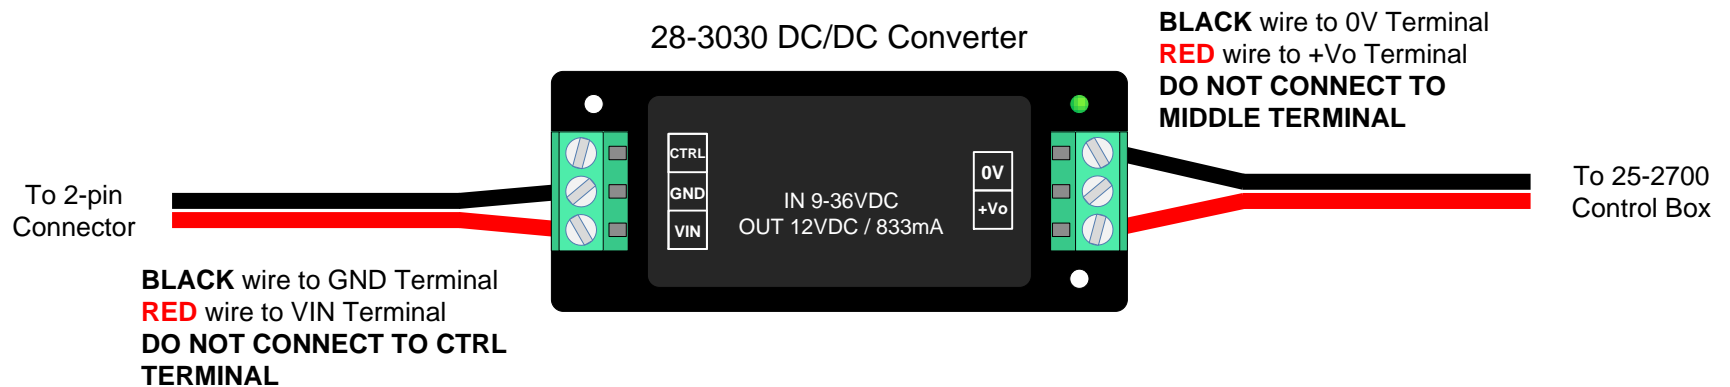 28-3030 DC/DC Converter
BLACK wire to 0V Terminal
RED wire to +Vo Terminal
DO NOT CONNECT TO
MIDDLE TERMINAL
To 2-pin
Connector
CTRL
GND
VIN
IN 9-36VDC
OUT 12VDC / 833mA
0V
+Vo
To 25-2700
Control Box
BLACK wire to GND Terminal
RED wire to VIN Terminal
DO NOT CONNECT TO CTRL
TERMINAL